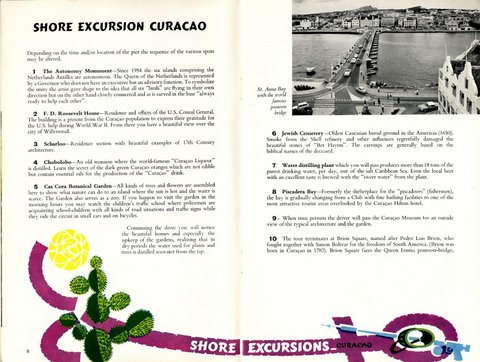 SHORE EXCURSION CURACAO
Depending on the time and/or location of the pier the sequence of the various spots
may be altered.
1 The Autonomy Monument—Since 1954 the six islands comprising the
Netherlands Antilles are autonomous. The Queen of the Netherlands is represented
by a Governor who does not have an executive but an advisory function. To symbolize
the unity the artist gave shape to the idea that all six "birds" are flying in their own
direction but on the other hand closely connected and as is carved in the base "always
ready to help each other".
2 F. D. Roosevelt House—Residence and offices of the U.S. Consul General.
The building is a present from the Curaçao population to express their gratitude for
the U.S. help during World War II. From there you have a beautiful view over the
city of Willemstad.
3 Scharloo—Residence section with beautiful examples of 17th Century
architecture.
4 Chobolobo—An old mansion where the world-famous "Curaçao Liqueur"
is distilled. Learn the secret of the dark green Curaçao oranges which are not edible
but contain essential oils for the production of the "Curaçao" drink.
5 Cas Cora Botanical Garden—All kinds of trees and flowers are assembled
here to show what nature can do to an island where the sun is hot and the water is
scarce. The Garden also serves as a zoo. If you happen to visit the garden in the
morning hours you may watch the children's traffic school where policemen are
acquainting school-children with all kinds of road situations and traffic signs while
they ride the circuit in small cars and on bicycles.
Continuing the drive you will notice
the beautiful homes and especially the
upkeep of the gardens, realizing that in
dry periods the water used for plants and
trees is distilled seawater from the tap.
8
St. Anna Bay
with the world
famous
pontoon
bridge
6 Jewish Cemetery—Oldest Caucasian burial ground in the Americas (1650).
Smoke from the Shell refinery and other influences regretfully damaged the
beautiful stones of "Bet Hayim". The carvings are generally based on the
biblical names of the deceased.
7 Water distilling plant which you will pass produces more than 18 tons of the
purest drinking water, per day, out of the salt Caribbean Sea. Even the local beer
with an excellent taste is brewed with the "sweet water" from the plant.
8 Piscadera Bay—Formerly the shelterplace for the "piscadoors" (fishermen),
the bay is gradually changing from a Club with fine bathing facilities to one of the
most attractive tourist areas overlooked by the Curaçao Hilton hotel.
9 - When time permits the driver will pass the Curaçao Museum for an outside
view of the typical architecture and the garden.
10 The tour terminates at Brion Square, named after Pedro Luis Brion, who
fought together with Simon Bolivar for the freedom of South America. (Brion was
born in Curaçao in 1782). Brion Square faces the Queen Emma pontoon-bridge.
SHORE EXCURSIONS CURACAO